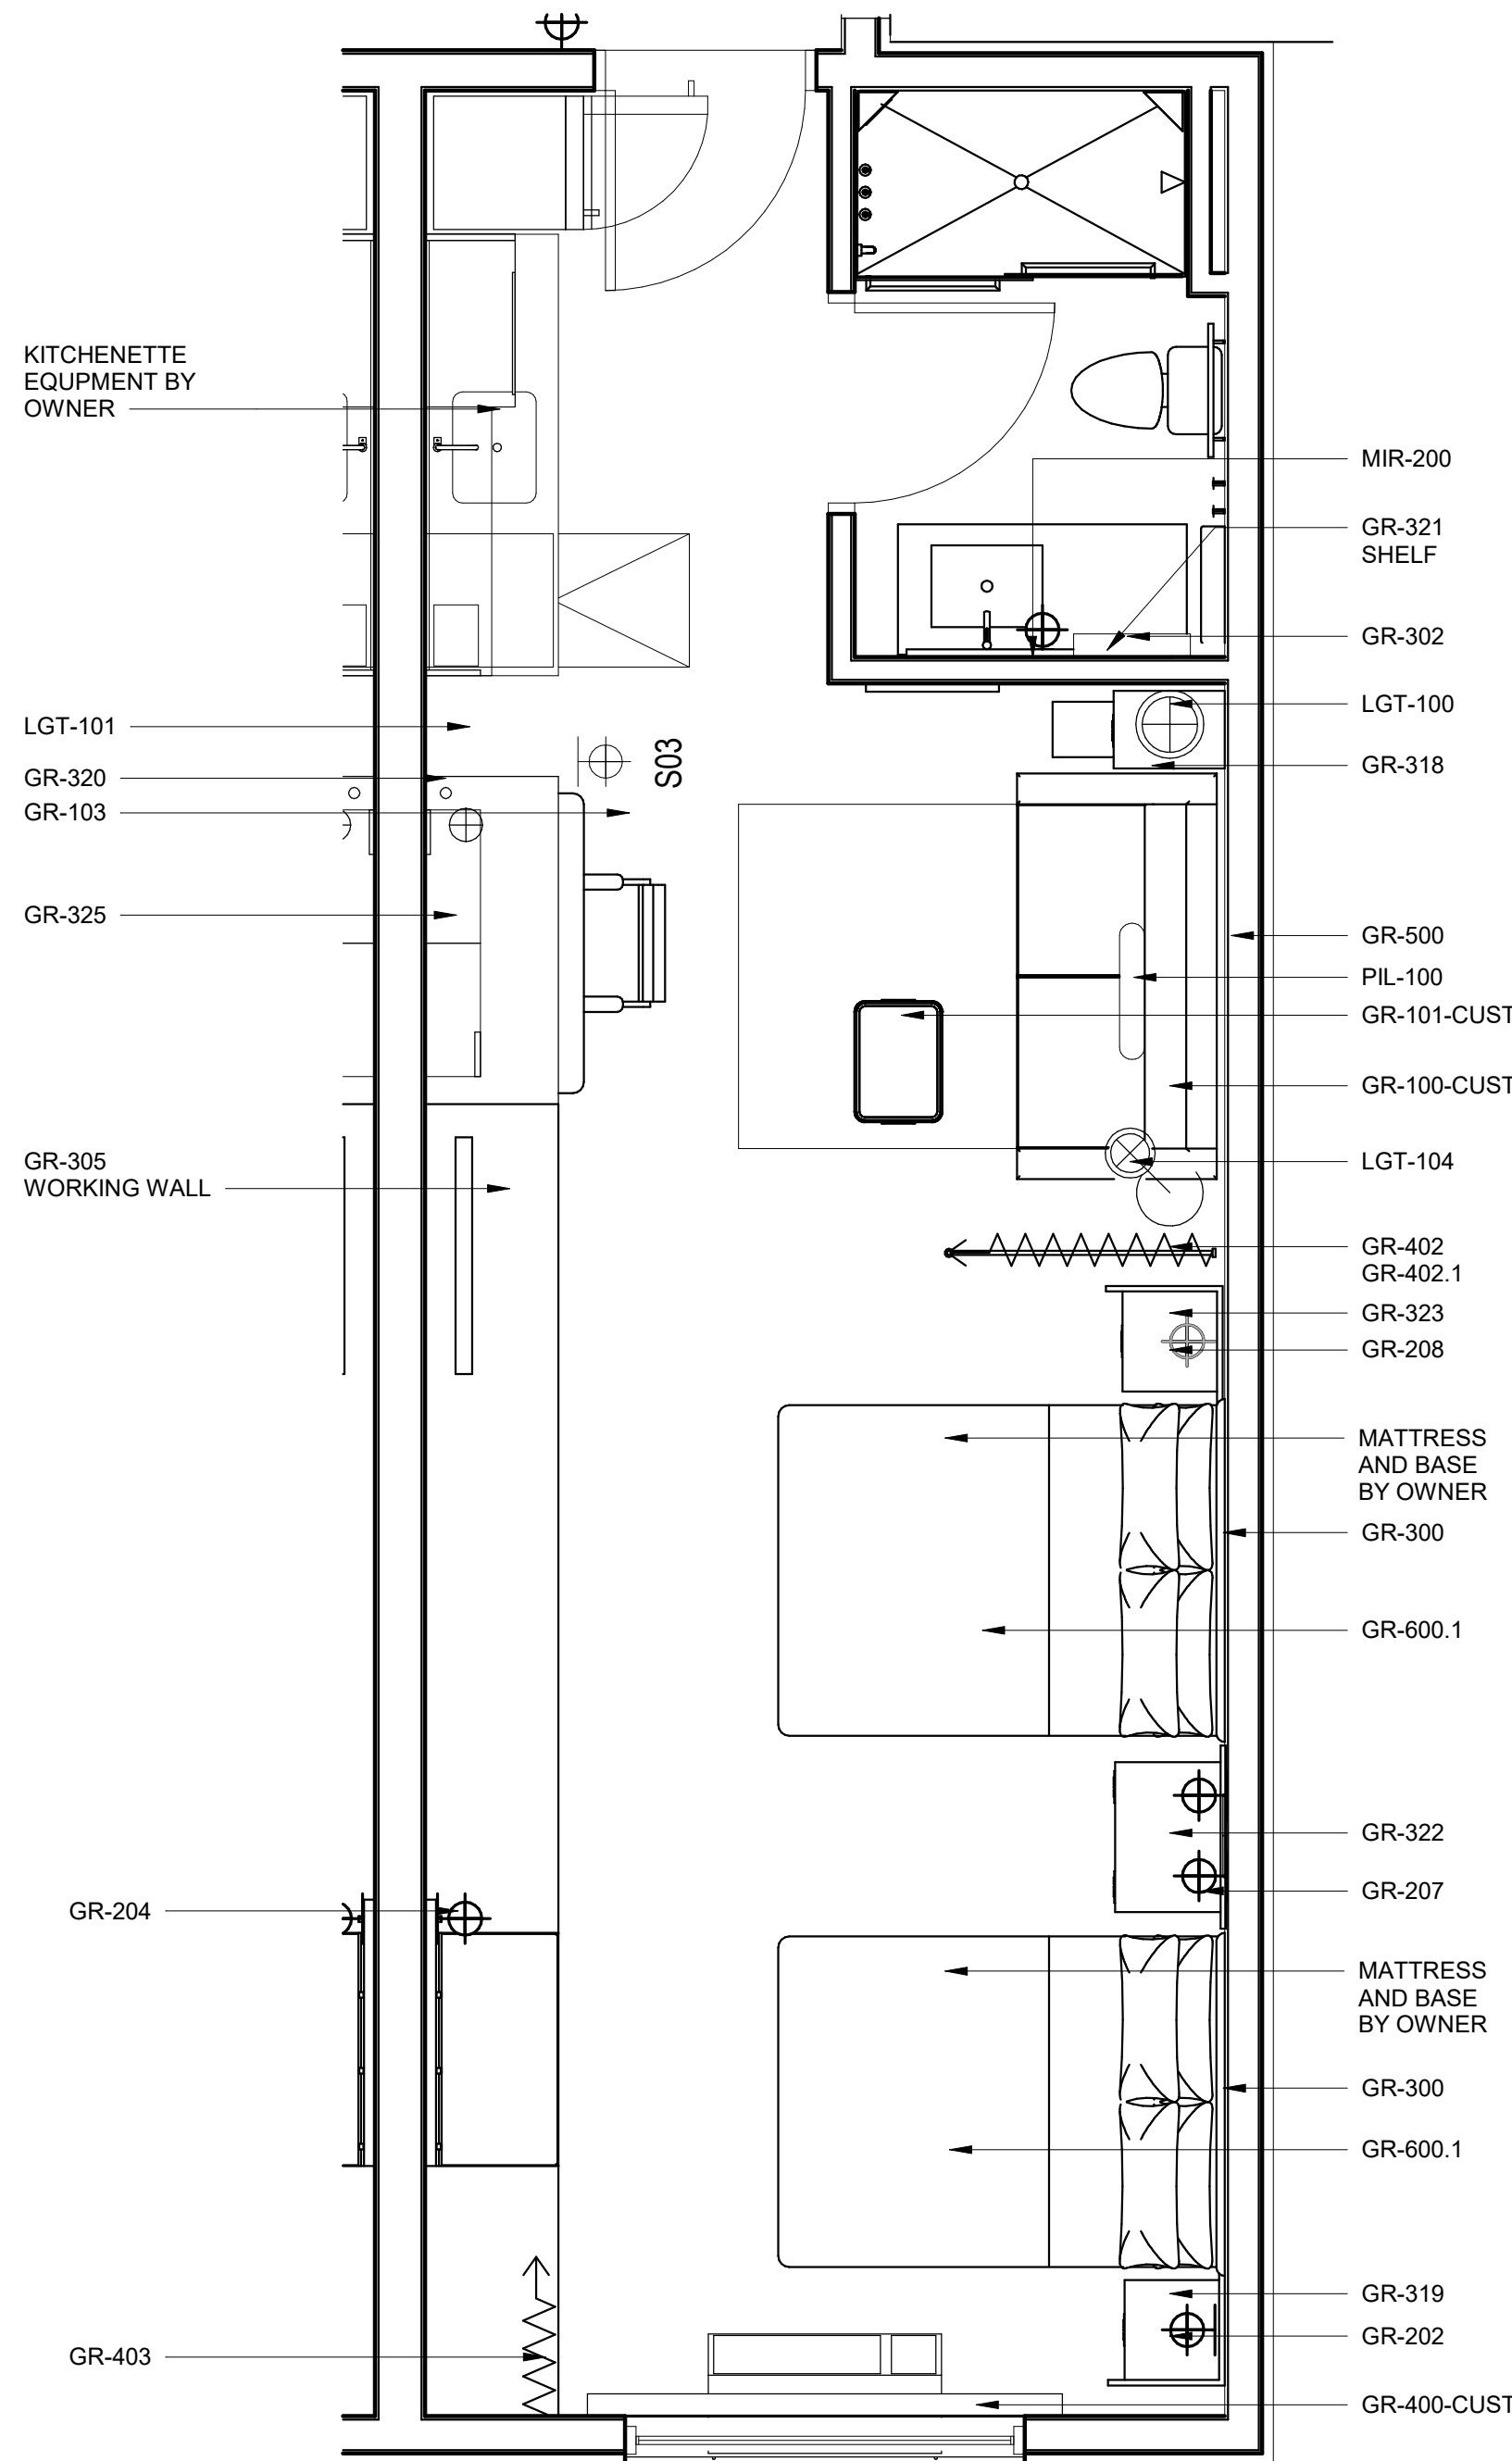 KITCHENETTE
EQUPMENT BY
OWNER
LGT-101
GR-320
GR-103
GR-325
GR-305
WORKING WALL
GR-204
GR-403
S03
MIR-200
GR-321
SHELF
GR-302
LGT-100
GR-318
GR-500
PIL-100
GR-101-CUST
GR-100-CUST
LGT-104
GR-402
GR-402.1
GR-323
GR-208
MATTRESS
AND BASE
BY OWNER
GR-300
GR-600.1
GR-322
GR-207
MATTRESS
AND BASE
BY OWNER
GR-300
GR-600.1
GR-319
GR-202
GR-400-CUST